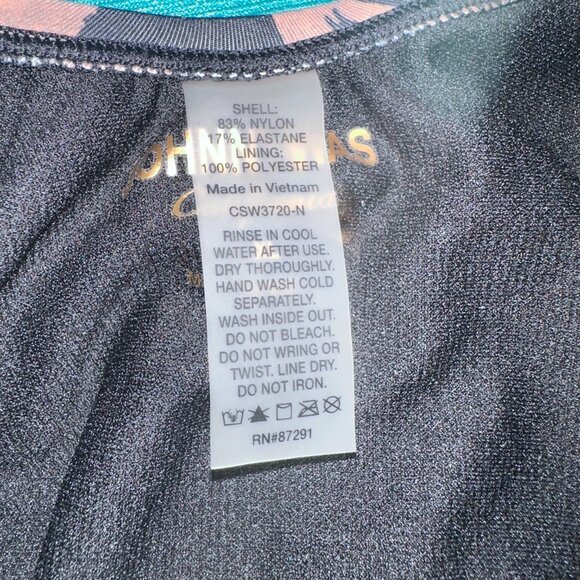 SHELL:
83% NYLON
17% ELASTANE
LINING:
100% POLYESTER
Made in Vietnam
CSW3720-N
RINSE IN COOL
WATER AFTER USE.
DRY THOROUGHLY.
HAND WASH COLD
SEPARATELY.
WASH INSIDE OUT.
DO NOT BLEACH.
DO NOT WRING OR
TWIST. LINE DRY.
DO NOT IRON.
RN#87291